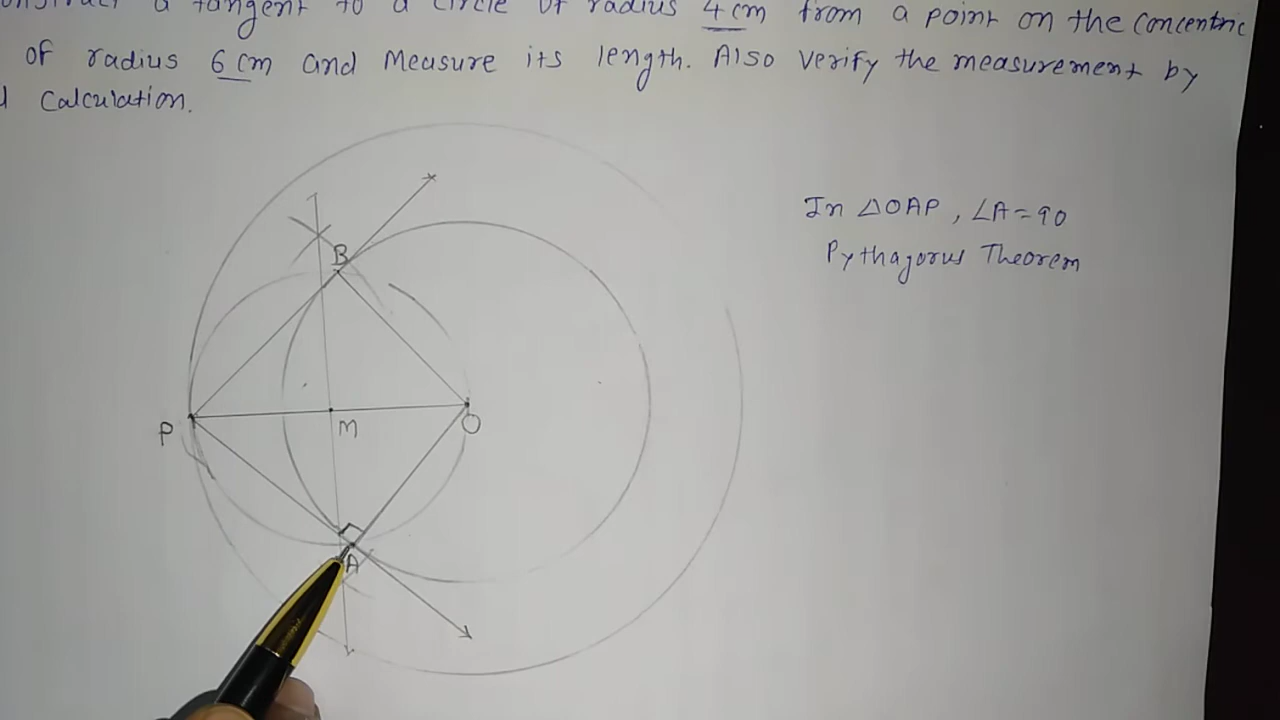 a tangent to a circle of radius 4 cm from a point on the concentric
of radius 6 cm and Measure its length. Also verify the measurement by
Calculation.
In △OAP, ∠A=90
Pythagorus Theorem
B
P
M
O
A